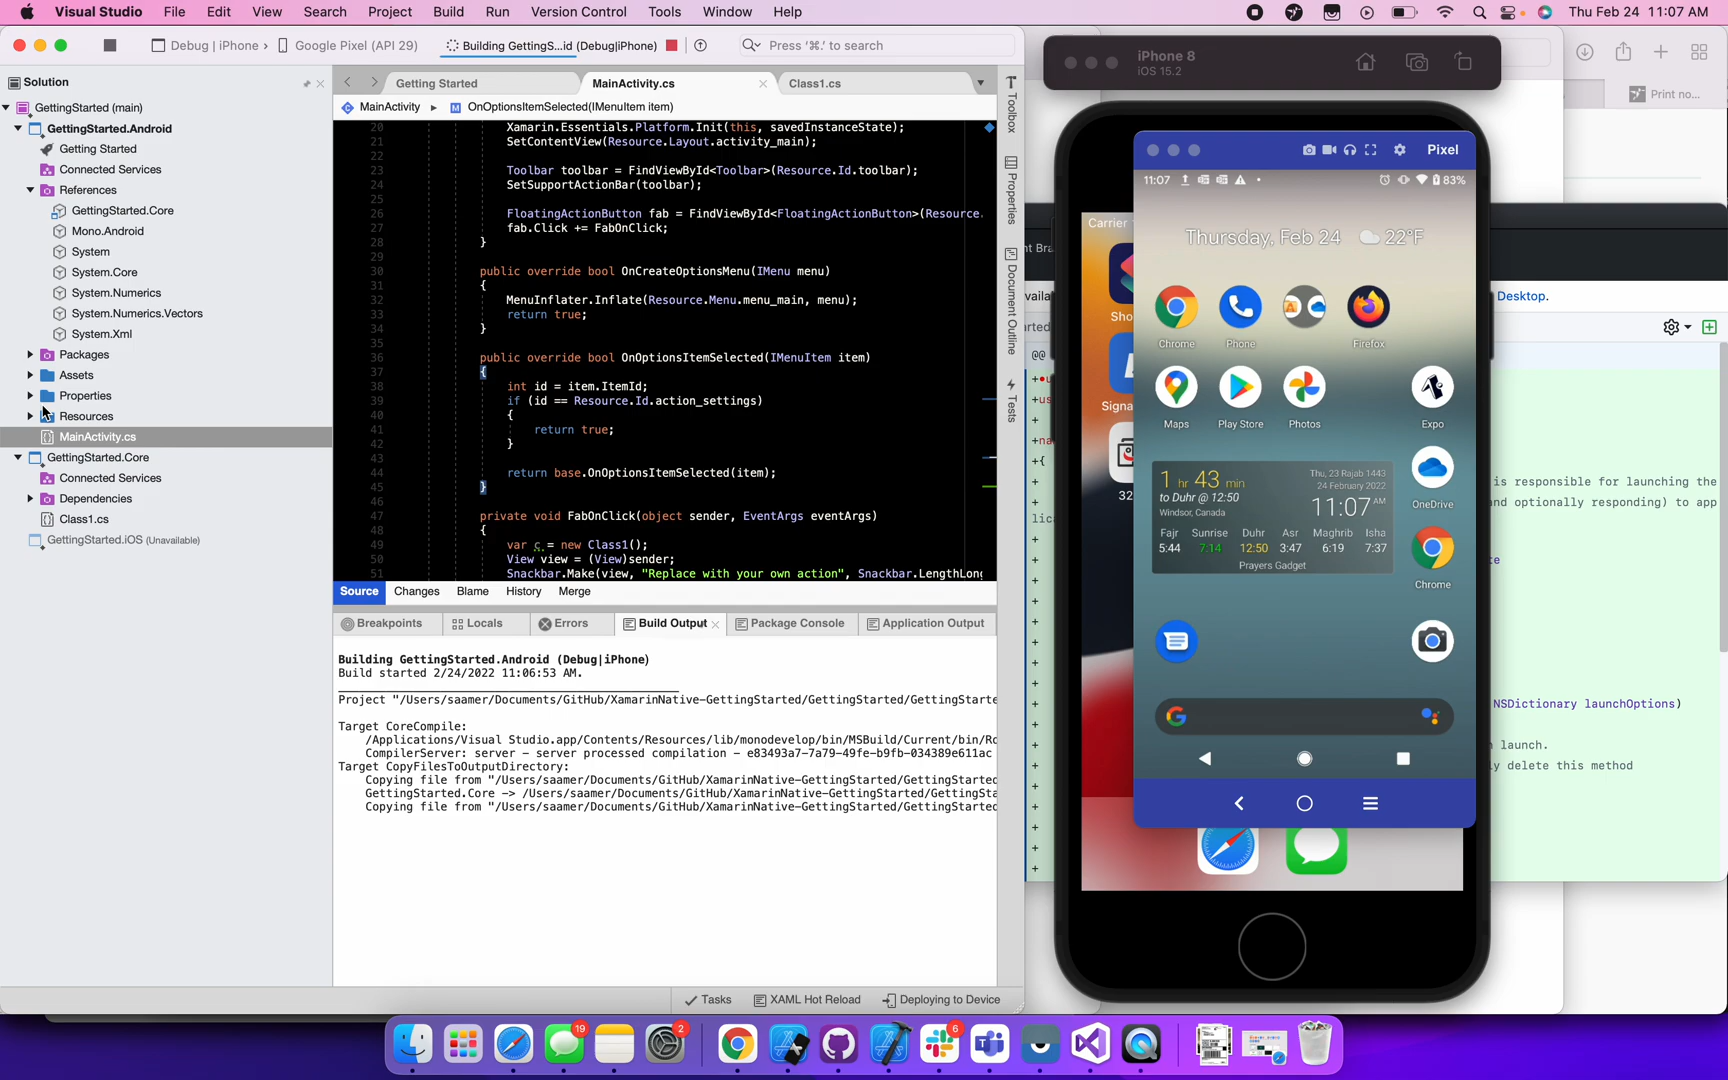 Visual Studio File Edit View Search Project Build Run Version Control Tools Window Help Thu Feb 24 11:07 AM
Debug | iPhone › Google Pixel (API 29) Building GettingS...id (Debug|iPhone) Press '⌘.' to search
Solution
GettingStarted (main)
GettingStarted.Android
Getting Started
Connected Services
References
GettingStarted.Core
Mono.Android
System
System.Core
System.Numerics
System.Numerics.Vectors
System.Xml
Packages
Assets
Properties
Resources
MainActivity.cs
GettingStarted.Core
Connected Services
Dependencies
Class1.cs
GettingStarted.iOS (Unavailable)
Getting Started MainActivity.cs Class1.cs
MainActivity ▸ M OnOptionsItemSelected(IMenuItem item)
20 Xamarin.Essentials.Platform.Init(this, savedInstanceState);
21 SetContentView(Resource.Layout.activity_main);
22
23 Toolbar toolbar = FindViewById<Toolbar>(Resource.Id.toolbar);
24 SetSupportActionBar(toolbar);
25
26 FloatingActionButton fab = FindViewById<FloatingActionButton>(Resource.
27 fab.Click += FabOnClick;
28 }
29
30 public override bool OnCreateOptionsMenu(IMenu menu)
31 {
32 MenuInflater.Inflate(Resource.Menu.menu_main, menu);
33 return true;
34 }
35
36 public override bool OnOptionsItemSelected(IMenuItem item)
37 {
38 int id = item.ItemId;
39 if (id == Resource.Id.action_settings)
40 {
41 return true;
42 }
43
44 return base.OnOptionsItemSelected(item);
45 }
46
47 private void FabOnClick(object sender, EventArgs eventArgs)
48 {
49 var c = new Class1();
50 View view = (View)sender;
51 Snackbar.Make(view, "Replace with your own action", Snackbar.LengthLong
Source Changes Blame History Merge
Breakpoints Locals Errors Build Output Package Console Application Output
Building GettingStarted.Android (Debug|iPhone)
Build started 2/24/2022 11:06:53 AM.
Project "/Users/saamer/Documents/GitHub/XamarinNative-GettingStarted/GettingStarted/GettingStarte
Target CoreCompile:
/Applications/Visual Studio.app/Contents/Resources/lib/monodevelop/bin/MSBuild/Current/bin/Ro
CompilerServer: server - server processed compilation - e83493a7-7a79-49fe-b9fb-034389e611ac
Target CopyFilesToOutputDirectory:
Copying file from "/Users/saamer/Documents/GitHub/XamarinNative-GettingStarted/GettingStarted
GettingStarted.Core -> /Users/saamer/Documents/GitHub/XamarinNative-GettingStarted/GettingSta
Copying file from "/Users/saamer/Documents/GitHub/XamarinNative-GettingStarted/GettingStarted
Tasks XAML Hot Reload Deploying to Device
Toolbox
Properties
Document Outline
Tests
iPhone 8
iOS 15.2
Carrier
Sho
Signa
32
Pixel
11:07 83%
Thursday, Feb 24 22°F
Chrome Phone Firefox
Maps Play Store Photos Expo
1 hr 43 min
to Duhr @ 12:50
Windsor, Canada
Thu, 23 Rajab 1443
24 February 2022
11:07 AM
Fajr Sunrise Duhr Asr Maghrib Isha
5:44 7:14 12:50 3:47 6:19 7:37
Prayers Gadget
OneDrive
Chrome
Print no...
nt Bra
vailal
Desktop.
arted
@@
+us
+na
+{
is responsible for launching the
and optionally responding) to app
lica
te
NSDictionary launchOptions)
launch.
ly delete this method
19 2 6